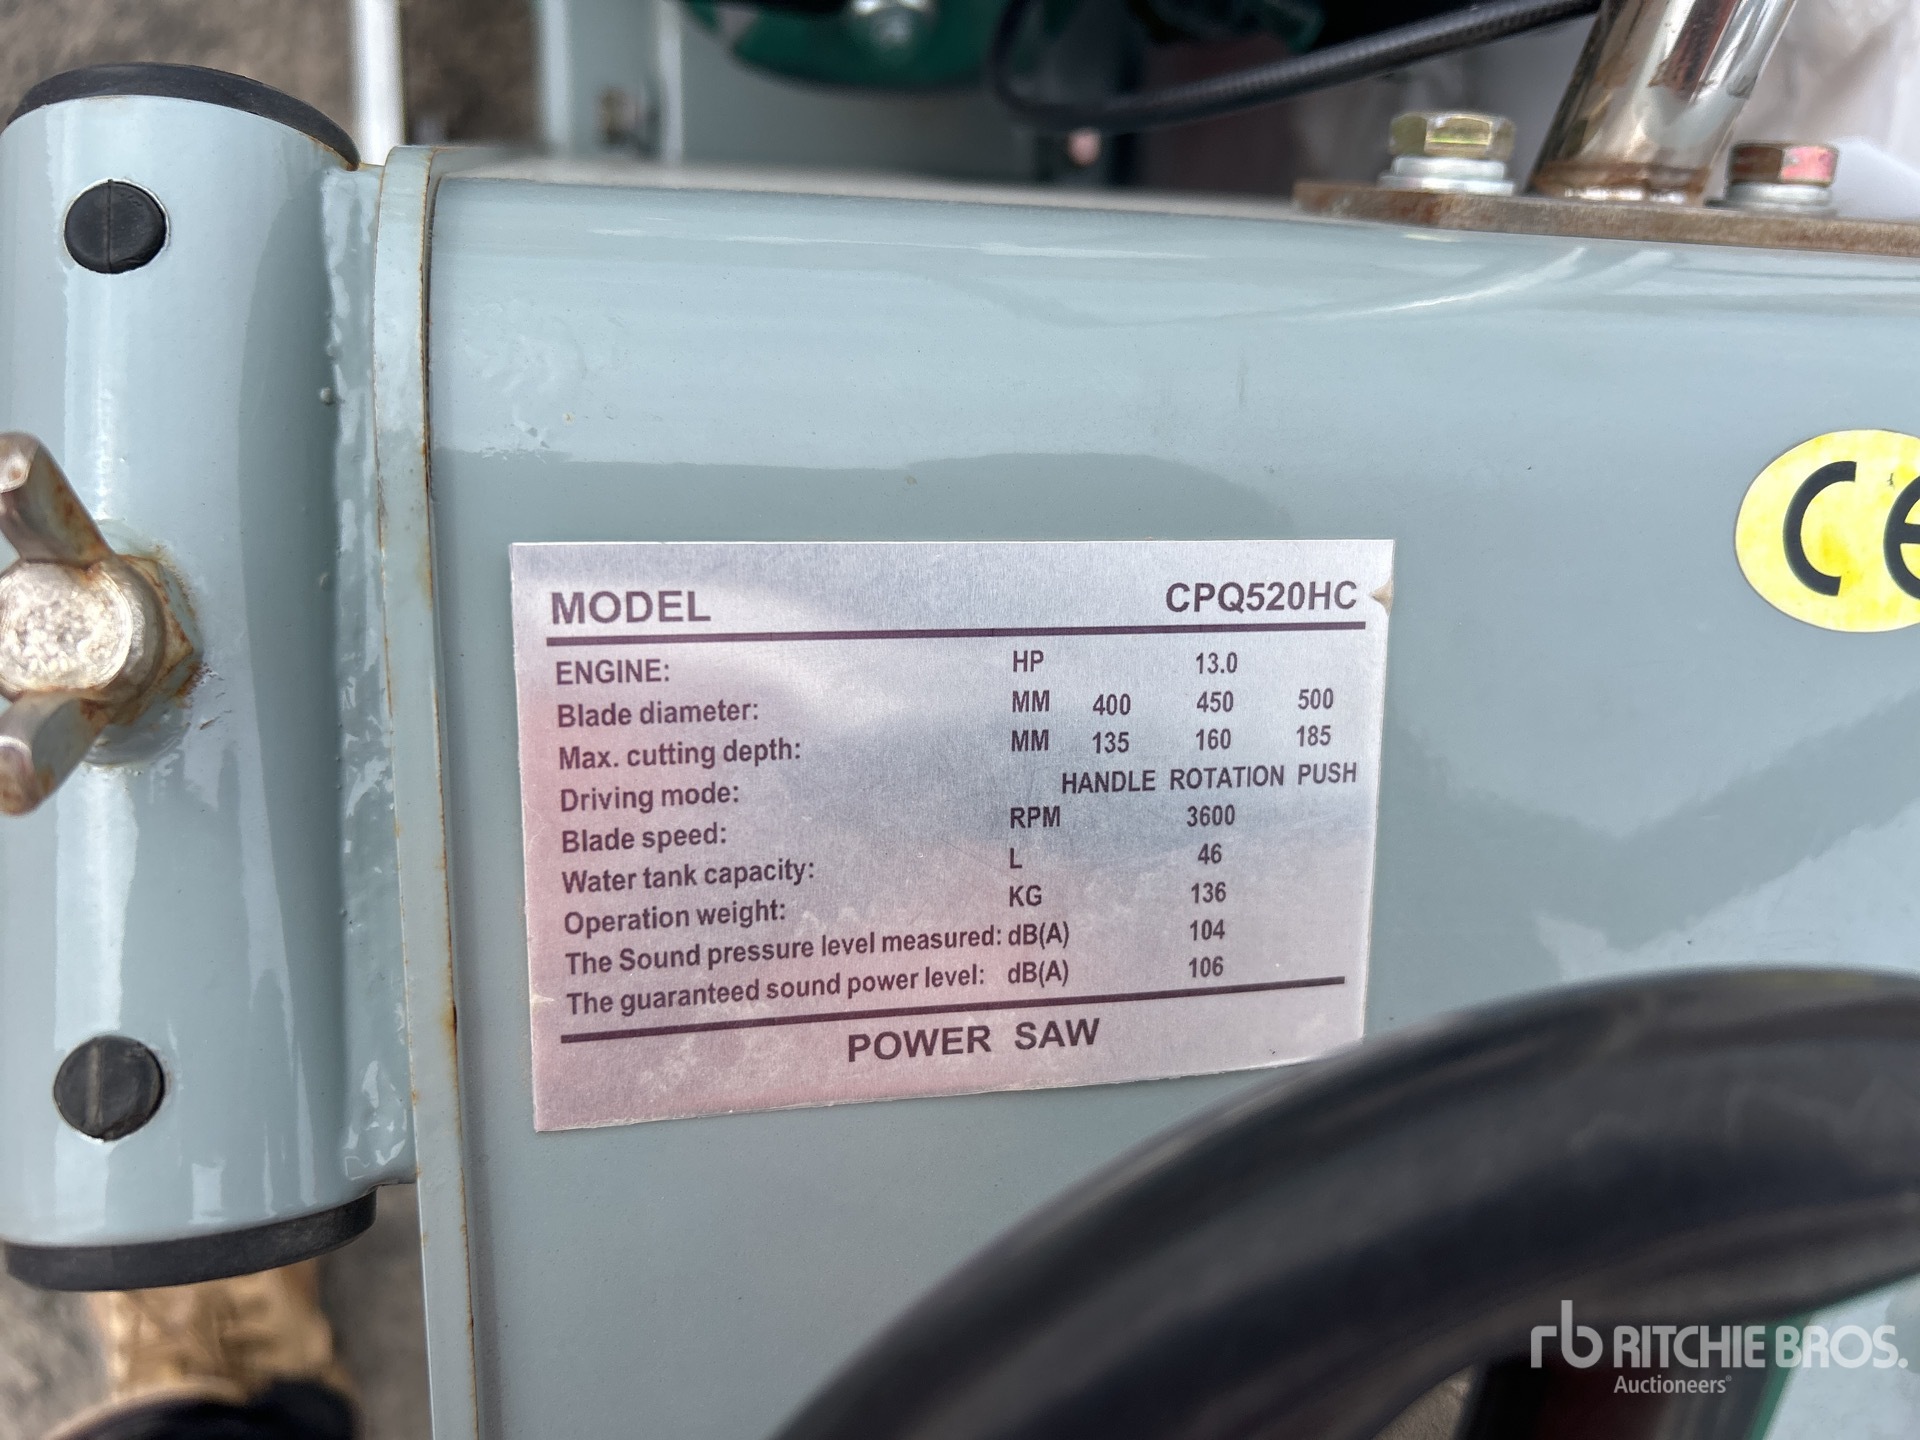 MODEL CPQ520HC
ENGINE: HP 13.0
Blade diameter: MM 400 450 500
Max. cutting depth: MM 135 160 185
Driving mode: HANDLE ROTATION PUSH
Blade speed: RPM 3600
Water tank capacity: L 46
Operation weight: KG 136
The Sound pressure level measured: dB(A) 104
The guaranteed sound power level: dB(A) 106
POWER SAW
CE
rb RITCHIE BROS.
Auctioneers®